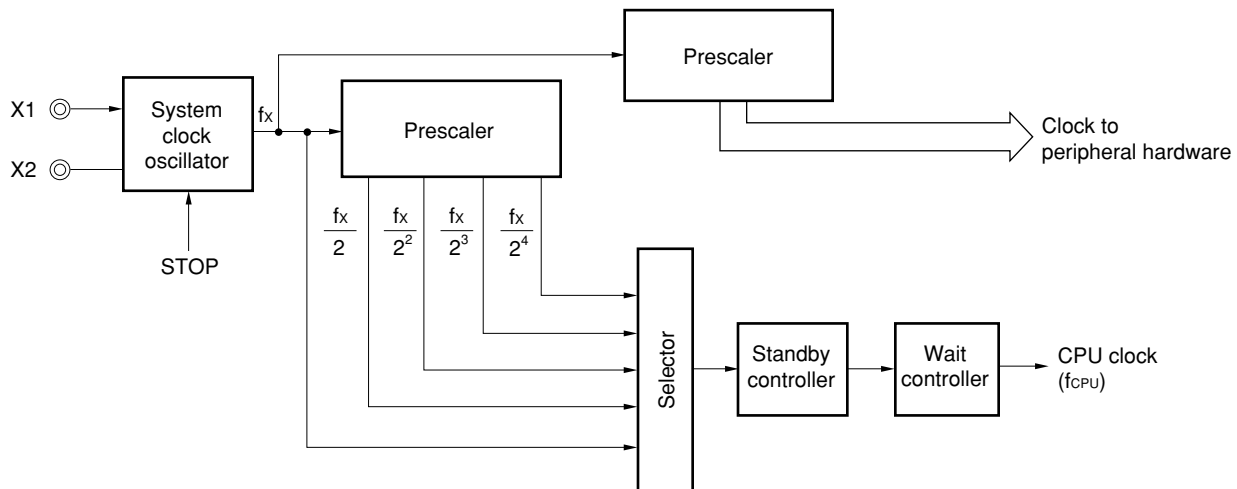 Prescaler
X1
X2
System
clock
oscillator
fX
Prescaler
Clock to
peripheral hardware
STOP
fX
2
fX
2²
fX
2³
fX
2⁴
Selector
Standby
controller
Wait
controller
CPU clock
(fCPU)